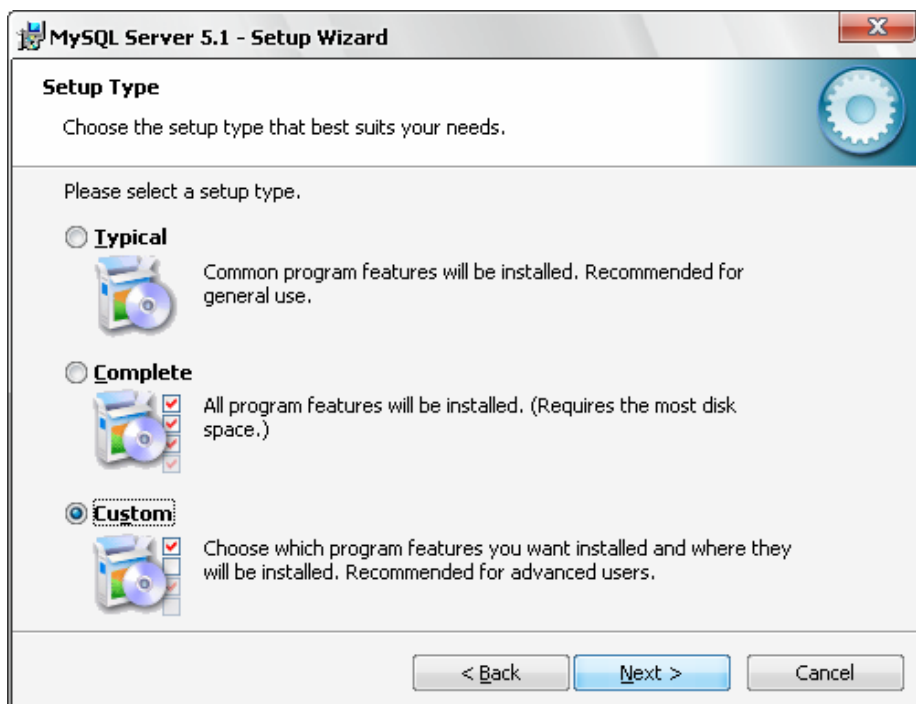 MySQL Server 5.1 - Setup Wizard
Setup Type
Choose the setup type that best suits your needs.
Please select a setup type.
Typical
Common program features will be installed. Recommended for
general use.
Complete
All program features will be installed. (Requires the most disk
space.)
Custom
Choose which program features you want installed and where they
will be installed. Recommended for advanced users.
< Back
Next >
Cancel